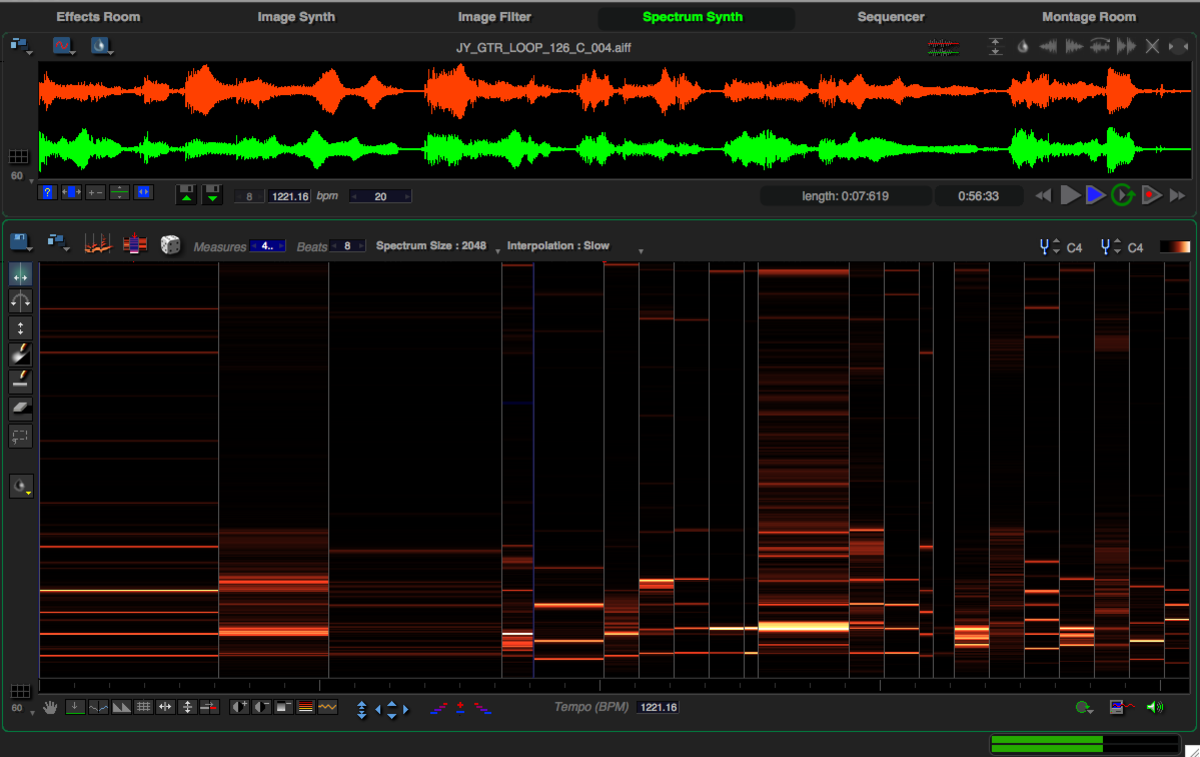 Effects Room Image Synth Image Filter Spectrum Synth Sequencer Montage Room
JY_GTR_LOOP_126_C_004.aiff
60
? 8 1221.16 bpm 20 length: 0:07:619 0:56:33
Measures 4.. Beats 8 Spectrum Size : 2048 Interpolation : Slow C4 C4
60 Tempo (BPM) 1221.16